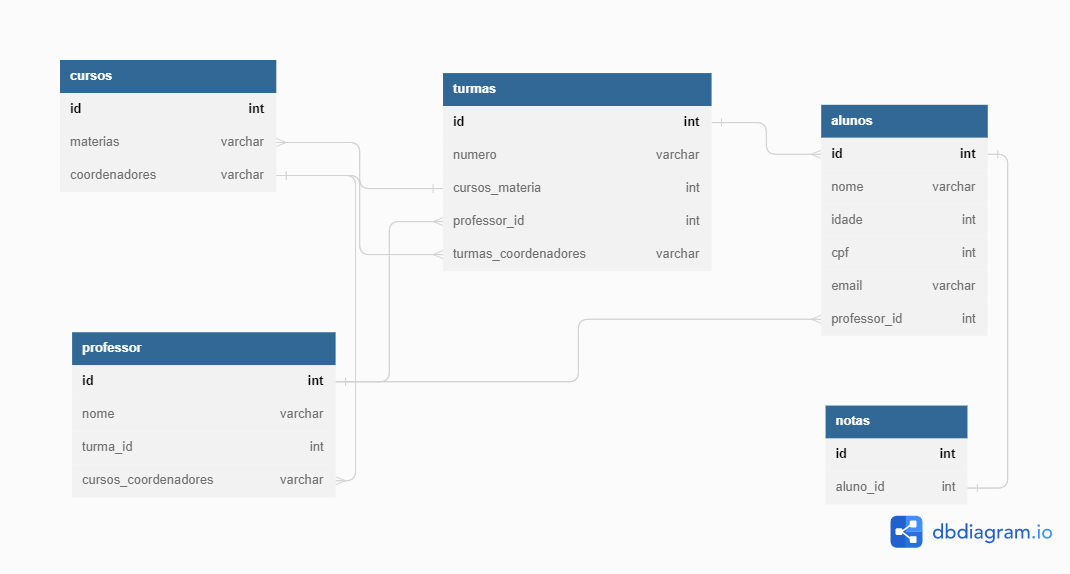 cursos
id int
materias varchar
coordenadores varchar
turmas
id int
numero varchar
cursos_materia int
professor_id int
turmas_coordenadores varchar
alunos
id int
nome varchar
idade int
cpf int
email varchar
professor_id int
professor
id int
nome varchar
turma_id int
cursos_coordenadores varchar
notas
id int
aluno_id int
dbdiagram.io